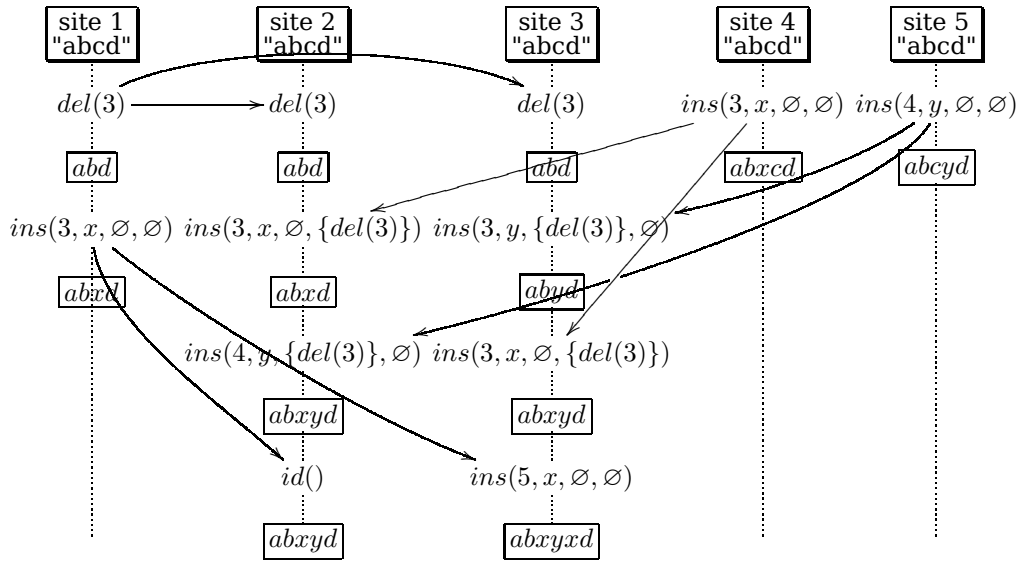 site 1 site 2 site 3 site 4 site 5
"abcd" "abcd" "abcd" "abcd" "abcd"
del(3) del(3) del(3) ins(3, x, ∅, ∅) ins(4, y, ∅, ∅)
abd abd abd abxcd abcyd
ins(3, x, ∅, ∅) ins(3, x, ∅, {del(3)}) ins(3, y, {del(3)}, ∅)
abxd abxd abyd
ins(4, y, {del(3)}, ∅) ins(3, x, ∅, {del(3)})
abxyd abxyd
id() ins(5, x, ∅, ∅)
abxyd abxyxd